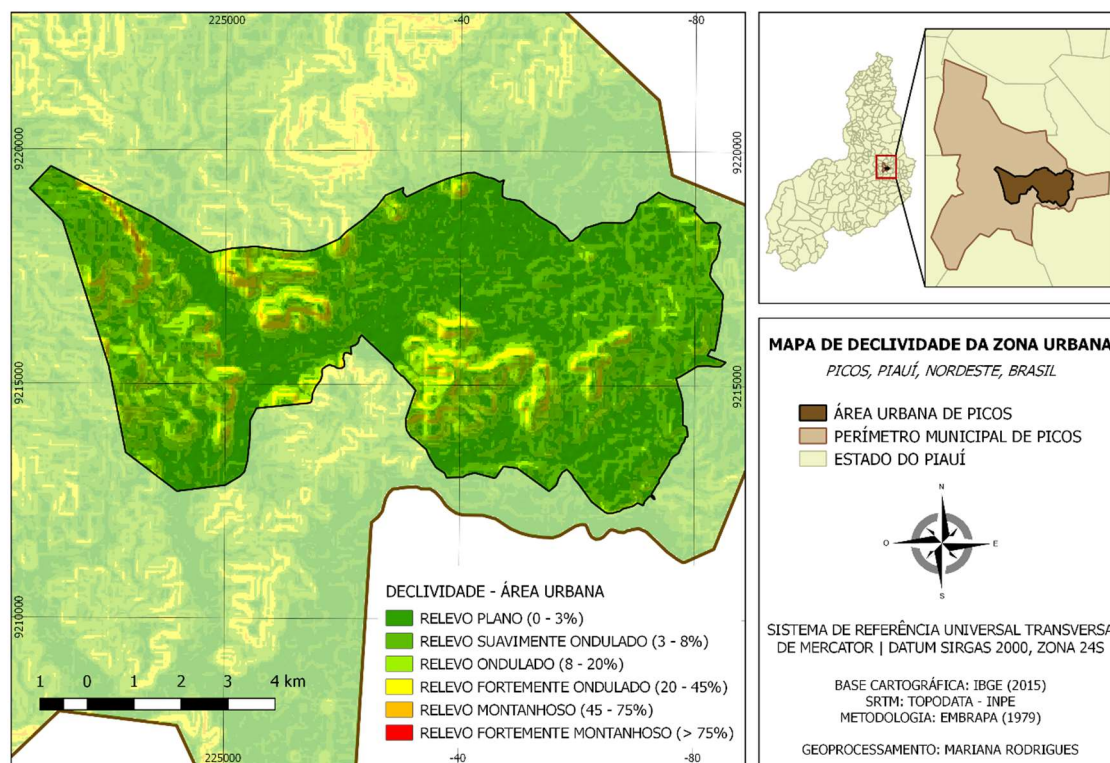 225000
-40
-80
9220000
9220000
9215000
9215000
9210000
DECLIVIDADE - ÁREA URBANA
RELEVO PLANO (0 - 3%)
RELEVO SUAVIMENTE ONDULADO (3 - 8%)
RELEVO ONDULADO (8 - 20%)
RELEVO FORTEMENTE ONDULADO (20 - 45%)
RELEVO MONTANHOSO (45 - 75%)
RELEVO FORTEMENTE MONTANHOSO (> 75%)
1 0 1 2 3 4 km
225000
-40
-80
MAPA DE DECLIVIDADE DA ZONA URBANA
PICOS, PIAUÍ, NORDESTE, BRASIL
ÁREA URBANA DE PICOS
PERÍMETRO MUNICIPAL DE PICOS
ESTADO DO PIAUÍ
N
O
E
S
SISTEMA DE REFERÊNCIA UNIVERSAL TRANSVERSA
DE MERCATOR | DATUM SIRGAS 2000, ZONA 24S
BASE CARTOGRÁFICA: IBGE (2015)
SRTM: TOPODATA - INPE
METODOLOGIA: EMBRAPA (1979)
GEOPROCESSAMENTO: MARIANA RODRIGUES